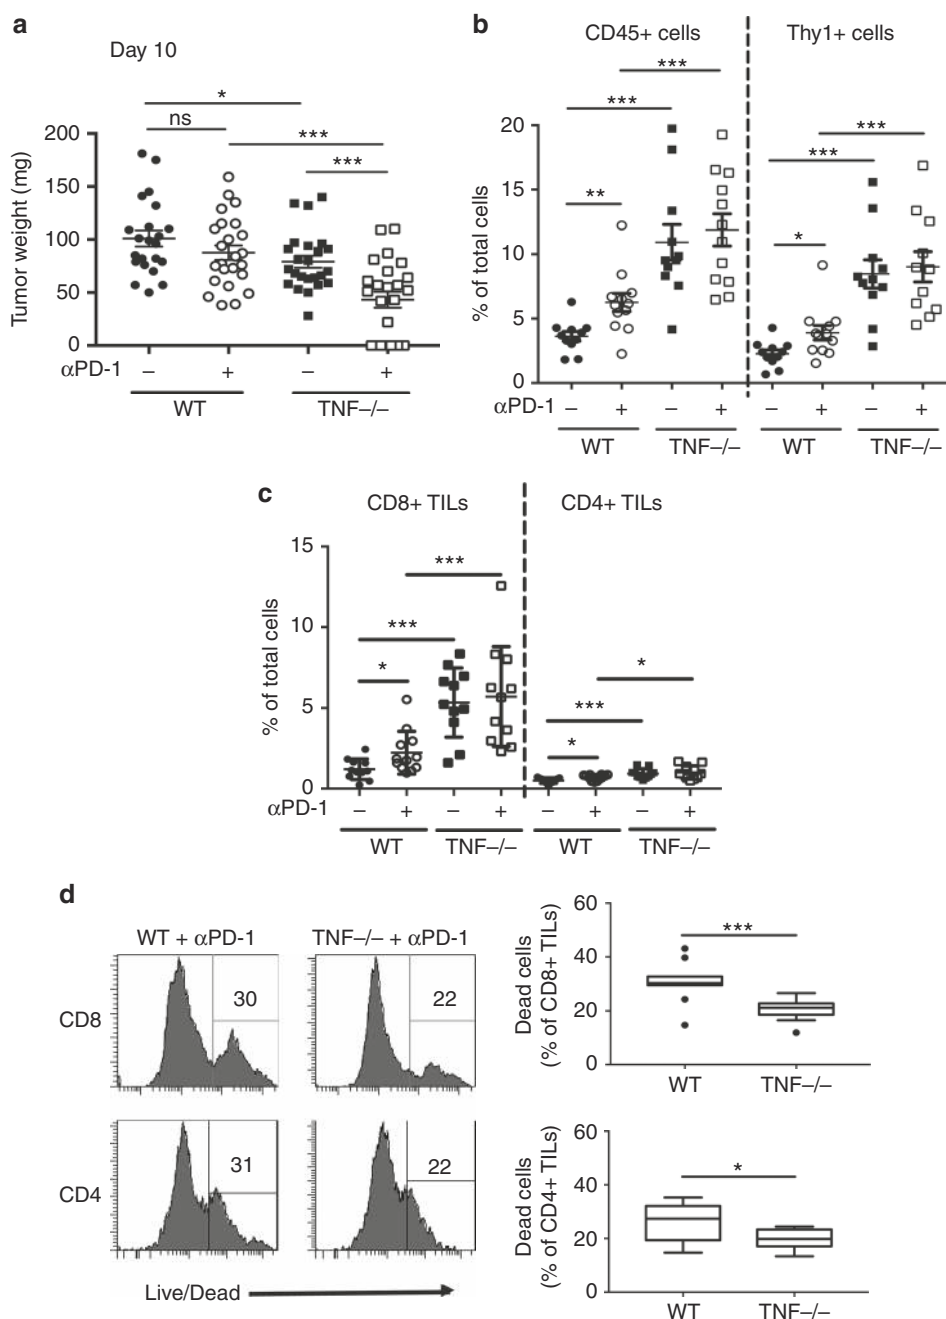 a
Day 10
*
ns
***
***
Tumor weight (mg)
200
150
100
50
0
αPD-1
– + – +
WT TNF–/–
b
CD45+ cells
Thy1+ cells
***
***
**
***
***
*
% of total cells
20
15
10
5
0
αPD-1
– + – + – + – +
WT TNF–/– WT TNF–/–
c
CD8+ TILs
CD4+ TILs
***
***
*
*
***
*
% of total cells
15
10
5
0
αPD-1
– + – + – + – +
WT TNF–/– WT TNF–/–
d
WT + αPD-1
TNF–/– + αPD-1
CD8
30
22
CD4
31
22
Live/Dead
Dead cells
(% of CD8+ TILs)
60
40
20
0
***
WT TNF–/–
Dead cells
(% of CD4+ TILs)
60
40
20
0
*
WT TNF–/–